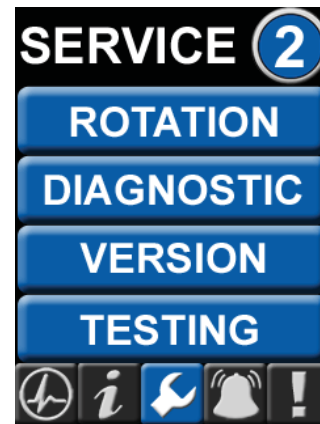 SERVICE 2
ROTATION
DIAGNOSTIC
VERSION
TESTING
i !